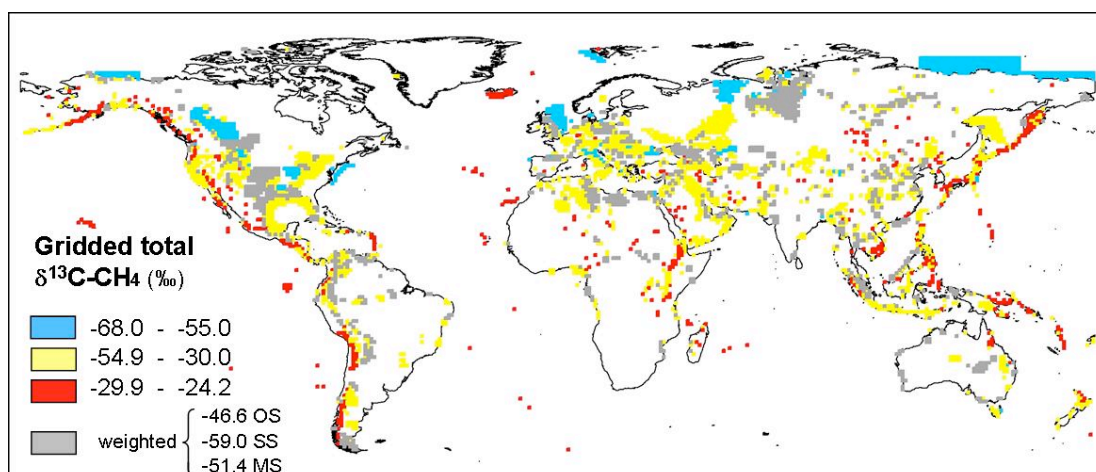 Gridded total
δ¹³C-CH₄ (‰)
-68.0 - -55.0
-54.9 - -30.0
-29.9 - -24.2
weighted
-46.6 OS
-59.0 SS
-51.4 MS